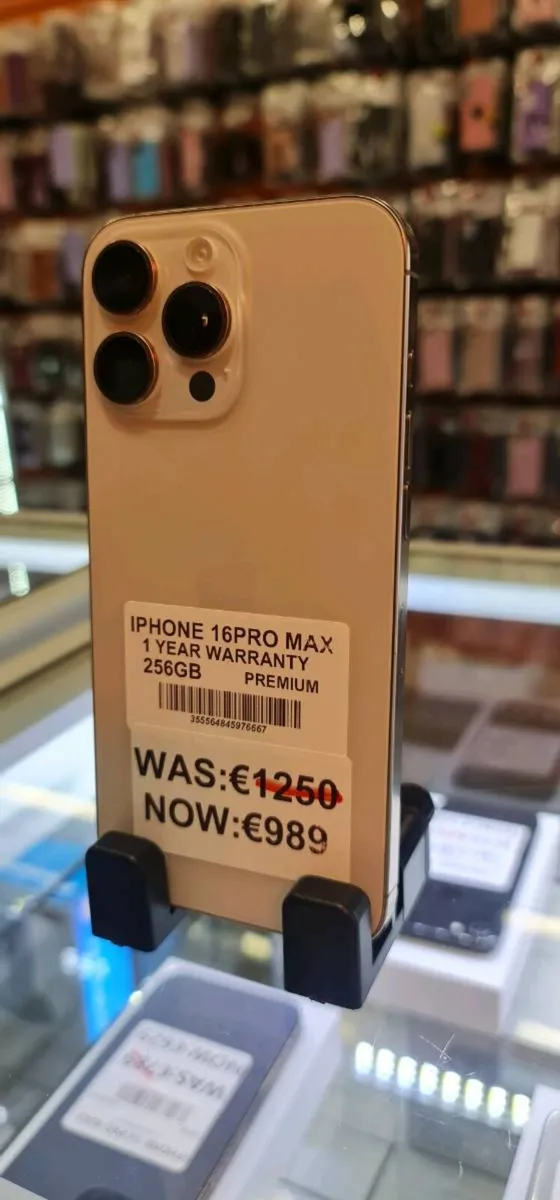 IPHONE 16PRO MAX
1 YEAR WARRANTY
256GB PREMIUM
355564845976667
WAS:€1250
NOW:€989